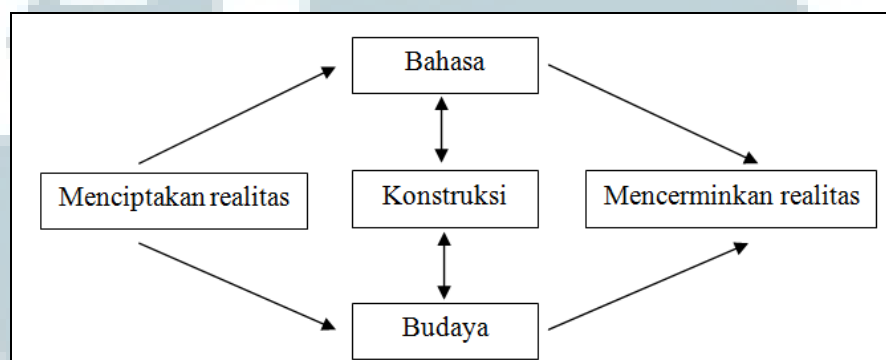 Bahasa
Menciptakan realitas
Konstruksi
Mencerminkan realitas
Budaya